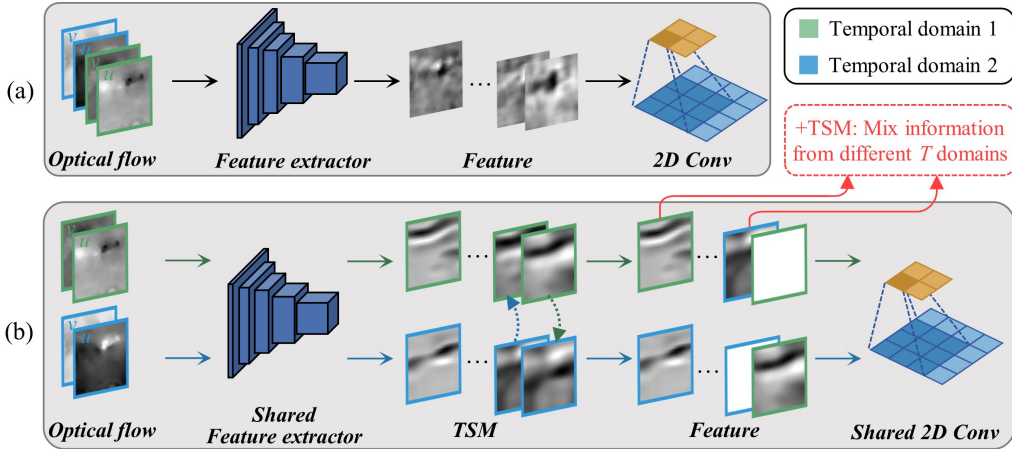 (a)
v
u
v
u
Optical flow
Feature extractor
...
Feature
2D Conv
Temporal domain 1
Temporal domain 2
+TSM: Mix information
from different T domains
(b)
v
u
v
u
Optical flow
Shared
Feature extractor
...
...
TSM
...
...
Feature
Shared 2D Conv